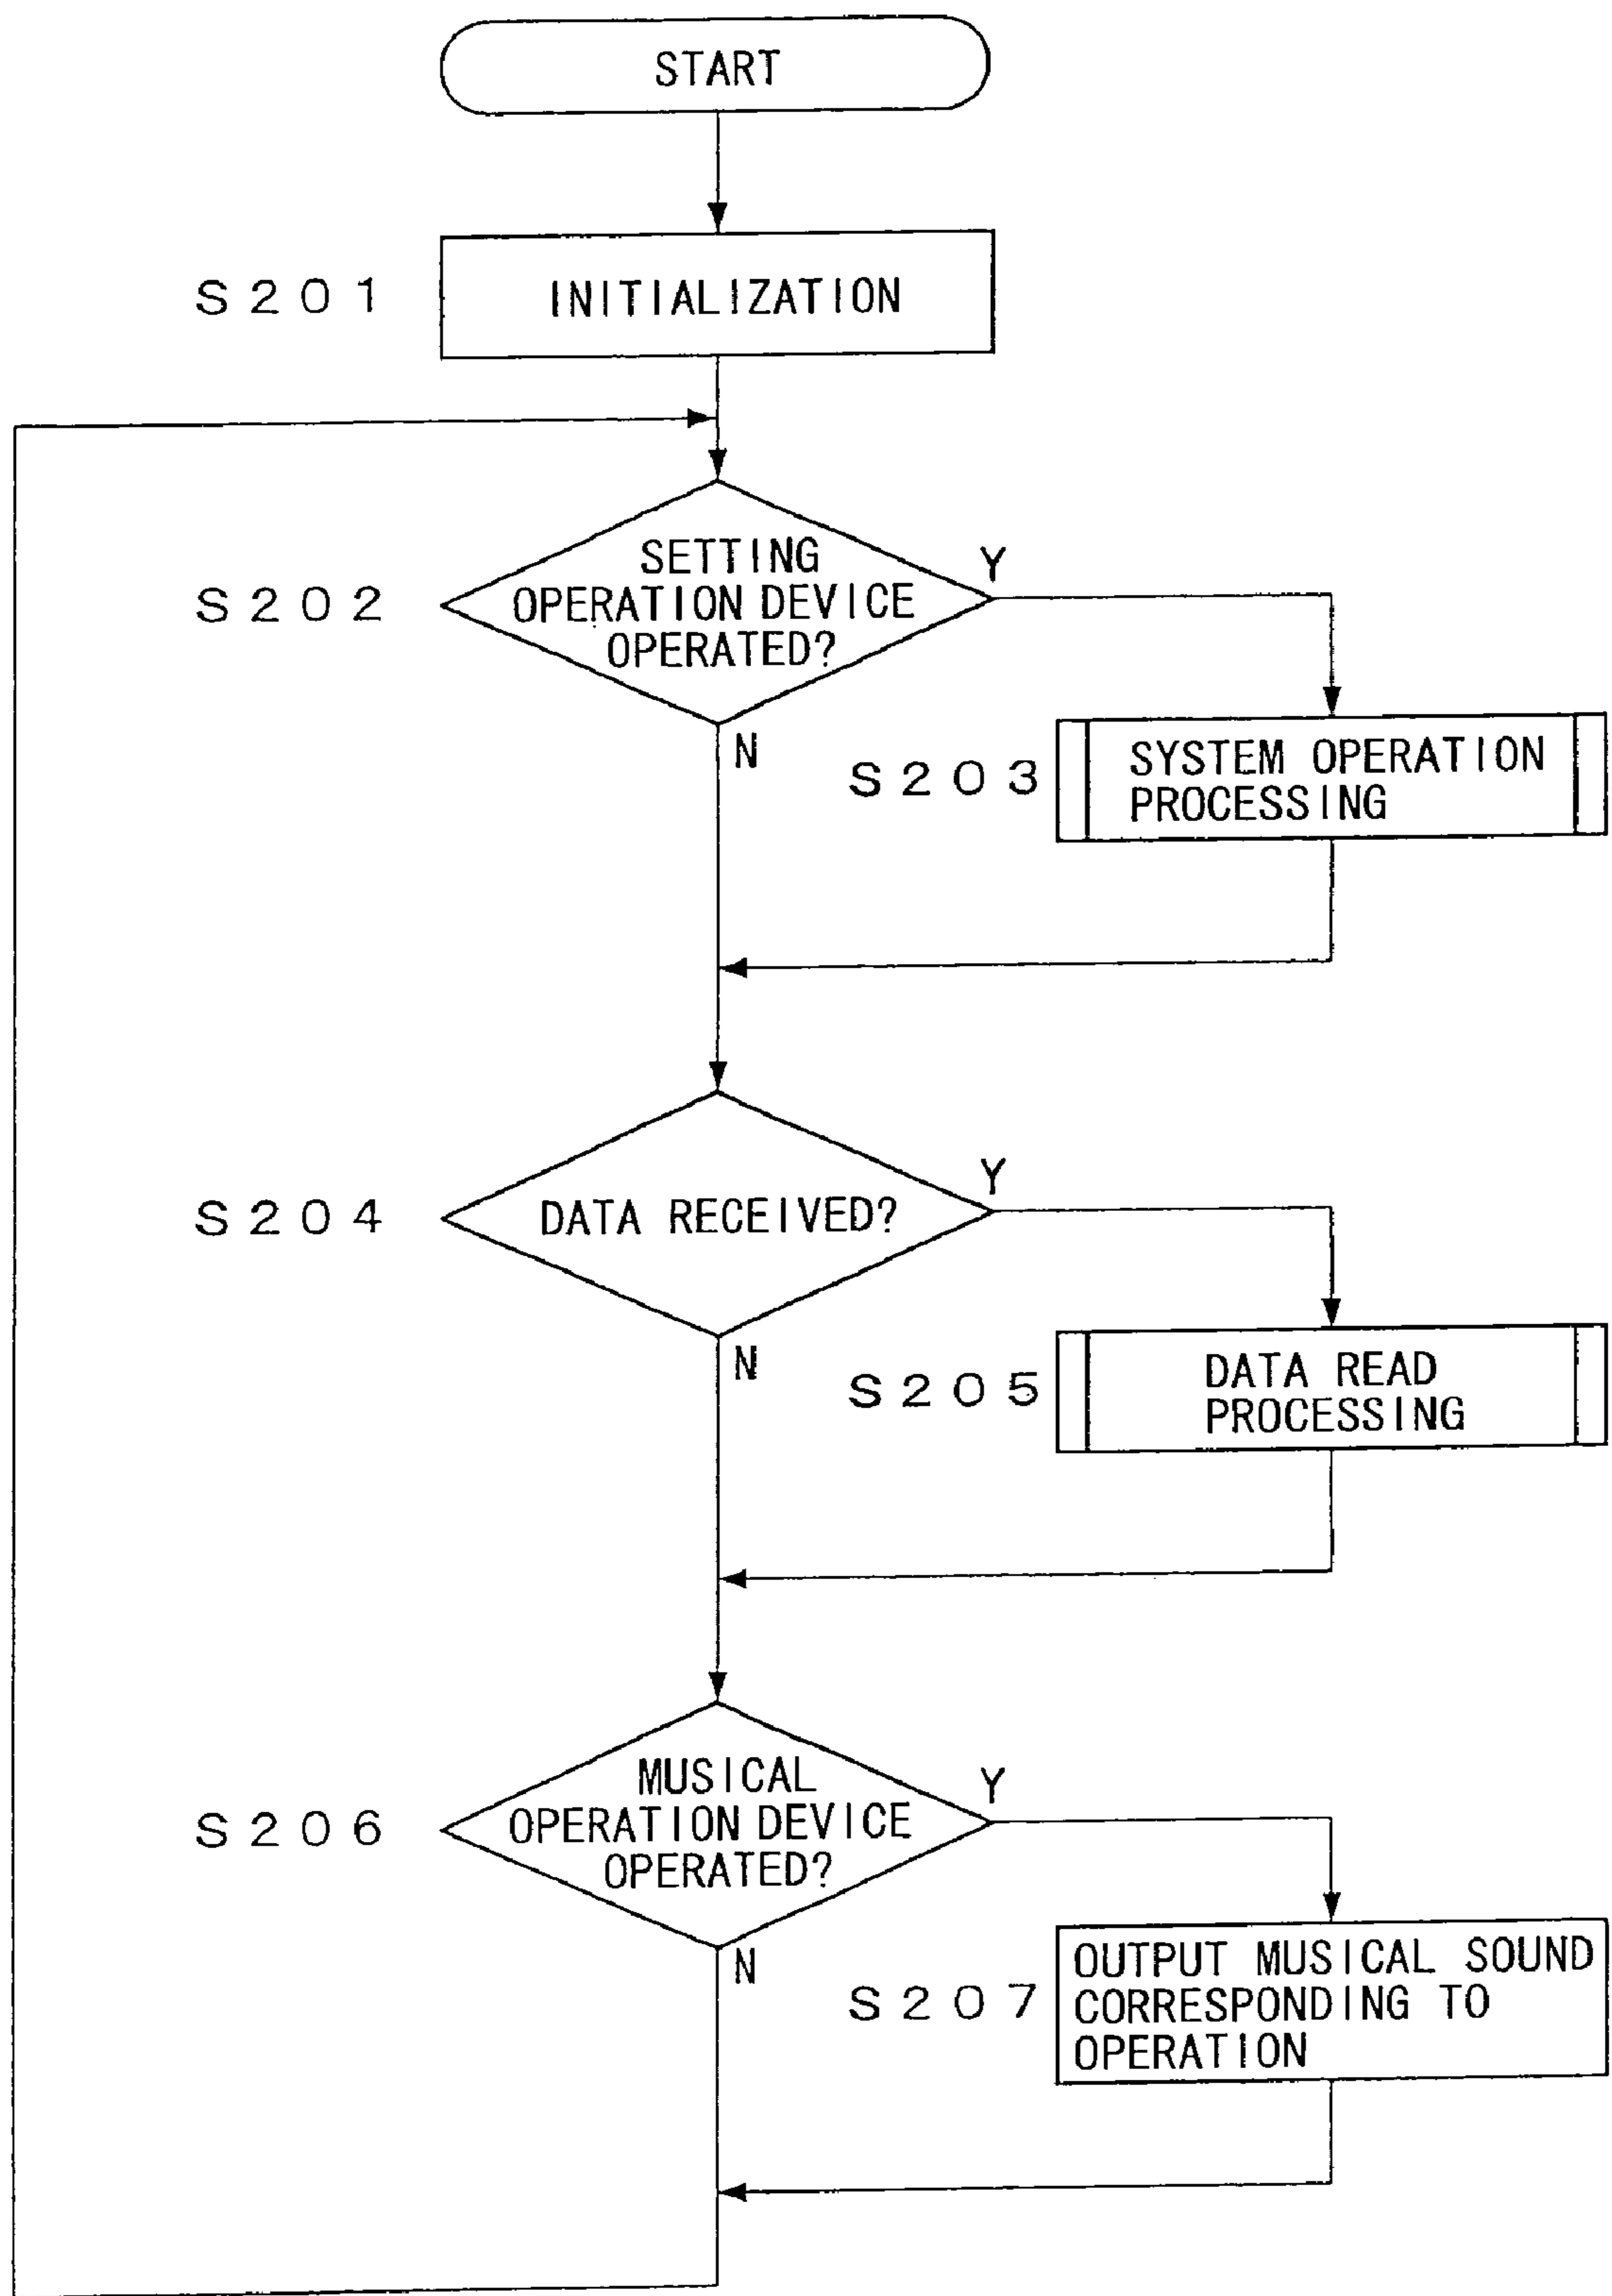 START
S201
INITIALIZATION
S202
SETTING
OPERATION DEVICE
OPERATED?
Y
N
S203
SYSTEM OPERATION
PROCESSING
S204
DATA RECEIVED?
Y
N
S205
DATA READ
PROCESSING
S206
MUSICAL
OPERATION DEVICE
OPERATED?
Y
N
S207
OUTPUT MUSICAL SOUND
CORRESPONDING TO
OPERATION